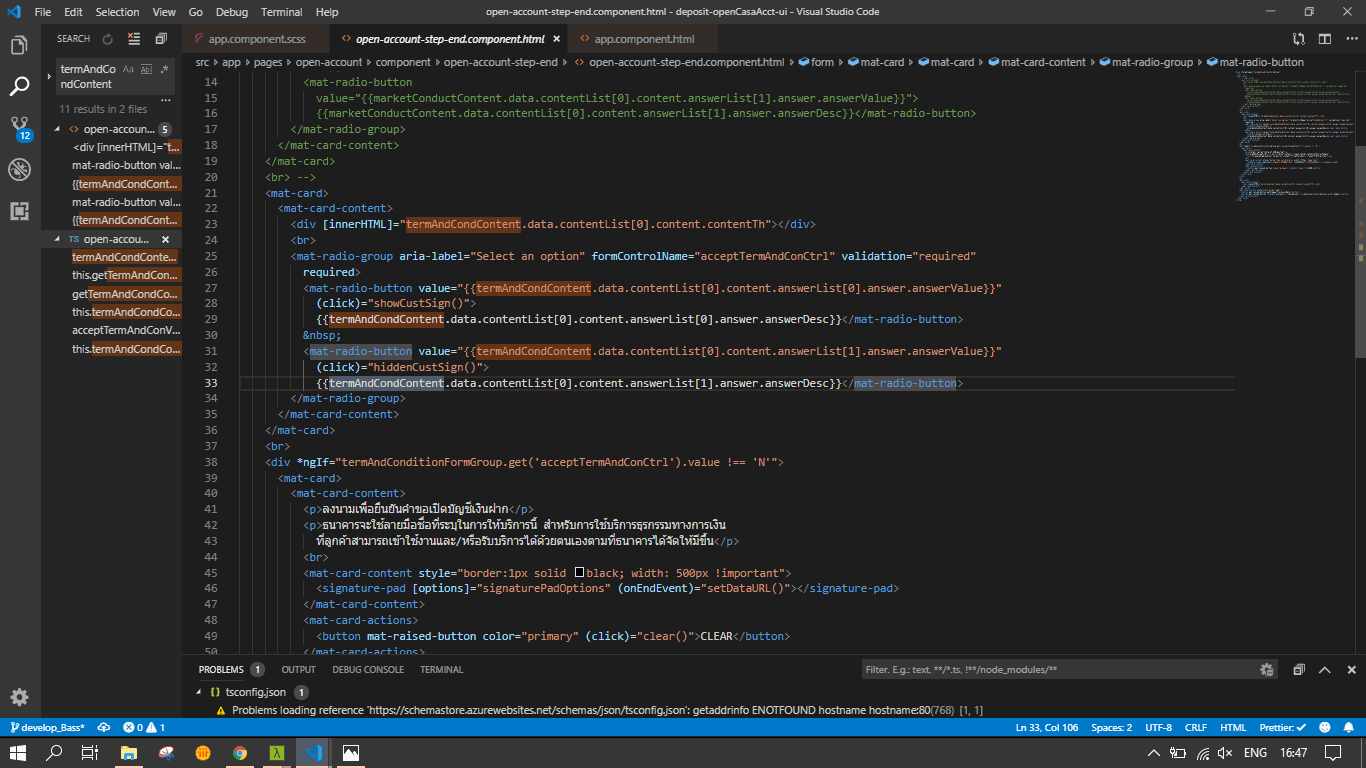 File Edit Selection View Go Debug Terminal Help
open-account-step-end.component.html - deposit-openCasaAcct-ui - Visual Studio Code
SEARCH
termAndCo
ndContent
11 results in 2 files
open-accoun... 5
<div [innerHTML]="t...
mat-radio-button val...
{{termAndCondCont...
mat-radio-button val...
{{termAndCondCont...
TS open-accou...
termAndCondConte...
this.getTermAndCon...
getTermAndCondCo...
this.termAndCondCo...
acceptTermAndConV...
this.termAndCondCo...
12
app.component.scss
open-account-step-end.component.html
app.component.html
src > app > pages > open-account > component > open-account-step-end > open-account-step-end.component.html > form > mat-card > mat-card > mat-card-content > mat-radio-group > mat-radio-button
14 <mat-radio-button
15 value="{{marketConductContent.data.contentList[0].content.answerList[1].answer.answerValue}}">
16 {{marketConductContent.data.contentList[0].content.answerList[1].answer.answerDesc}}</mat-radio-button>
17 </mat-radio-group>
18 </mat-card-content>
19 </mat-card>
20 <br> -->
21 <mat-card>
22 <mat-card-content>
23 <div [innerHTML]="termAndCondContent.data.contentList[0].content.contentTh"></div>
24 <br>
25 <mat-radio-group aria-label="Select an option" formControlName="acceptTermAndConCtrl" validation="required"
26 required>
27 <mat-radio-button value="{{termAndCondContent.data.contentList[0].content.answerList[0].answer.answerValue}}"
28 (click)="showCustSign()">
29 {{termAndCondContent.data.contentList[0].content.answerList[0].answer.answerDesc}}</mat-radio-button>
30 &nbsp;
31 <mat-radio-button value="{{termAndCondContent.data.contentList[0].content.answerList[1].answer.answerValue}}"
32 (click)="hiddenCustSign()">
33 {{termAndCondContent.data.contentList[0].content.answerList[1].answer.answerDesc}}</mat-radio-button>
34 </mat-radio-group>
35 </mat-card-content>
36 </mat-card>
37 <br>
38 <div *ngIf="termAndConditionFormGroup.get('acceptTermAndConCtrl').value !== 'N'">
39 <mat-card>
40 <mat-card-content>
41 <p>ลงนามเพื่อยืนยันคำขอเปิดบัญชีเงินฝาก</p>
42 <p>ธนาคารจะใช้ลายมือชื่อที่ระบุในการให้บริการนี้ สำหรับการใช้บริการธุรกรรมทางการเงิน
43 ที่ลูกค้าสามารถเข้าใช้งานและ/หรือรับบริการได้ด้วยตนเองตามที่ธนาคารได้จัดให้มีขึ้น</p>
44 <br>
45 <mat-card-content style="border:1px solid black; width: 500px !important">
46 <signature-pad [options]="signaturePadOptions" (onEndEvent)="setDataURL()"></signature-pad>
47 </mat-card-content>
48 <mat-card-actions>
49 <button mat-raised-button color="primary" (click)="clear()">CLEAR</button>
50 </mat-card-actions>
PROBLEMS 1 OUTPUT DEBUG CONSOLE TERMINAL
Filter. E.g.: text, **/*.ts, !**/node_modules/**
{} tsconfig.json 1
Problems loading reference 'https://schemastore.azurewebsites.net/schemas/json/tsconfig.json': getaddrinfo ENOTFOUND hostname hostname:80(768) [1, 1]
develop_Bass* 0 1
Ln 33, Col 106 Spaces: 2 UTF-8 CRLF HTML Prettier: ✓
ENG 16:47